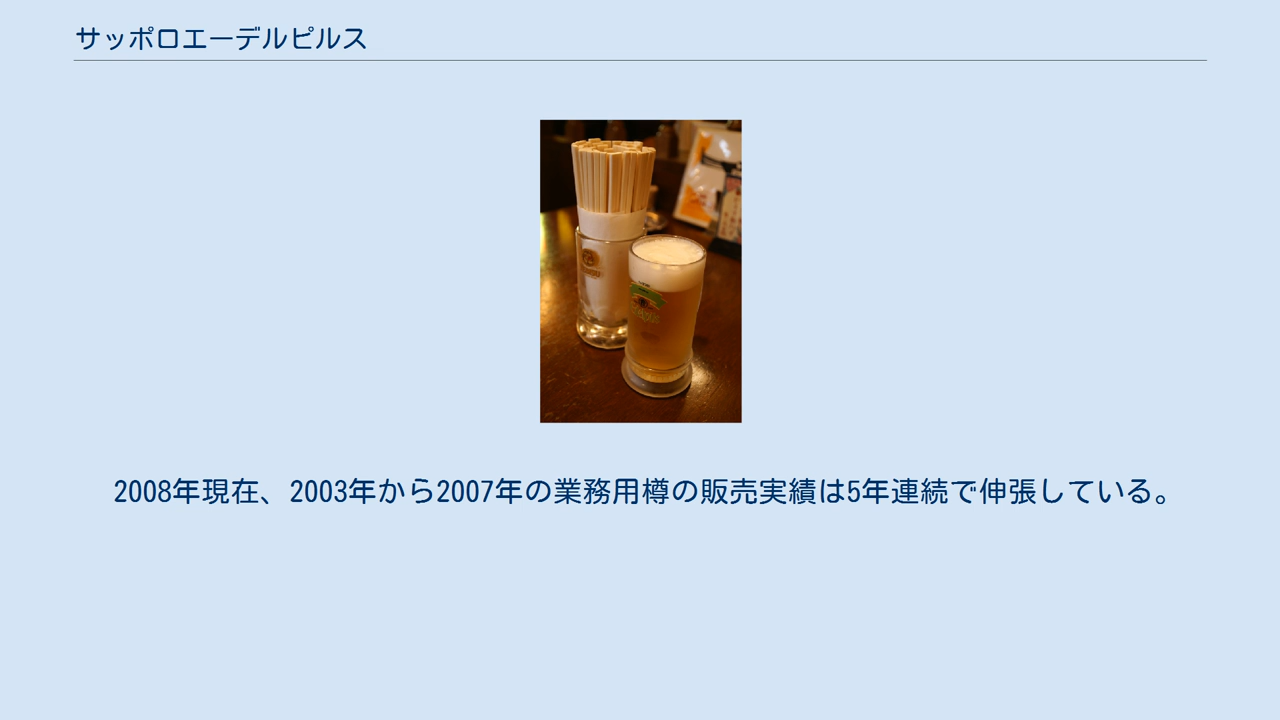 サッポロエーデルピルス
2008年現在、2003年から2007年の業務用樽の販売実績は5年連続で伸張している。